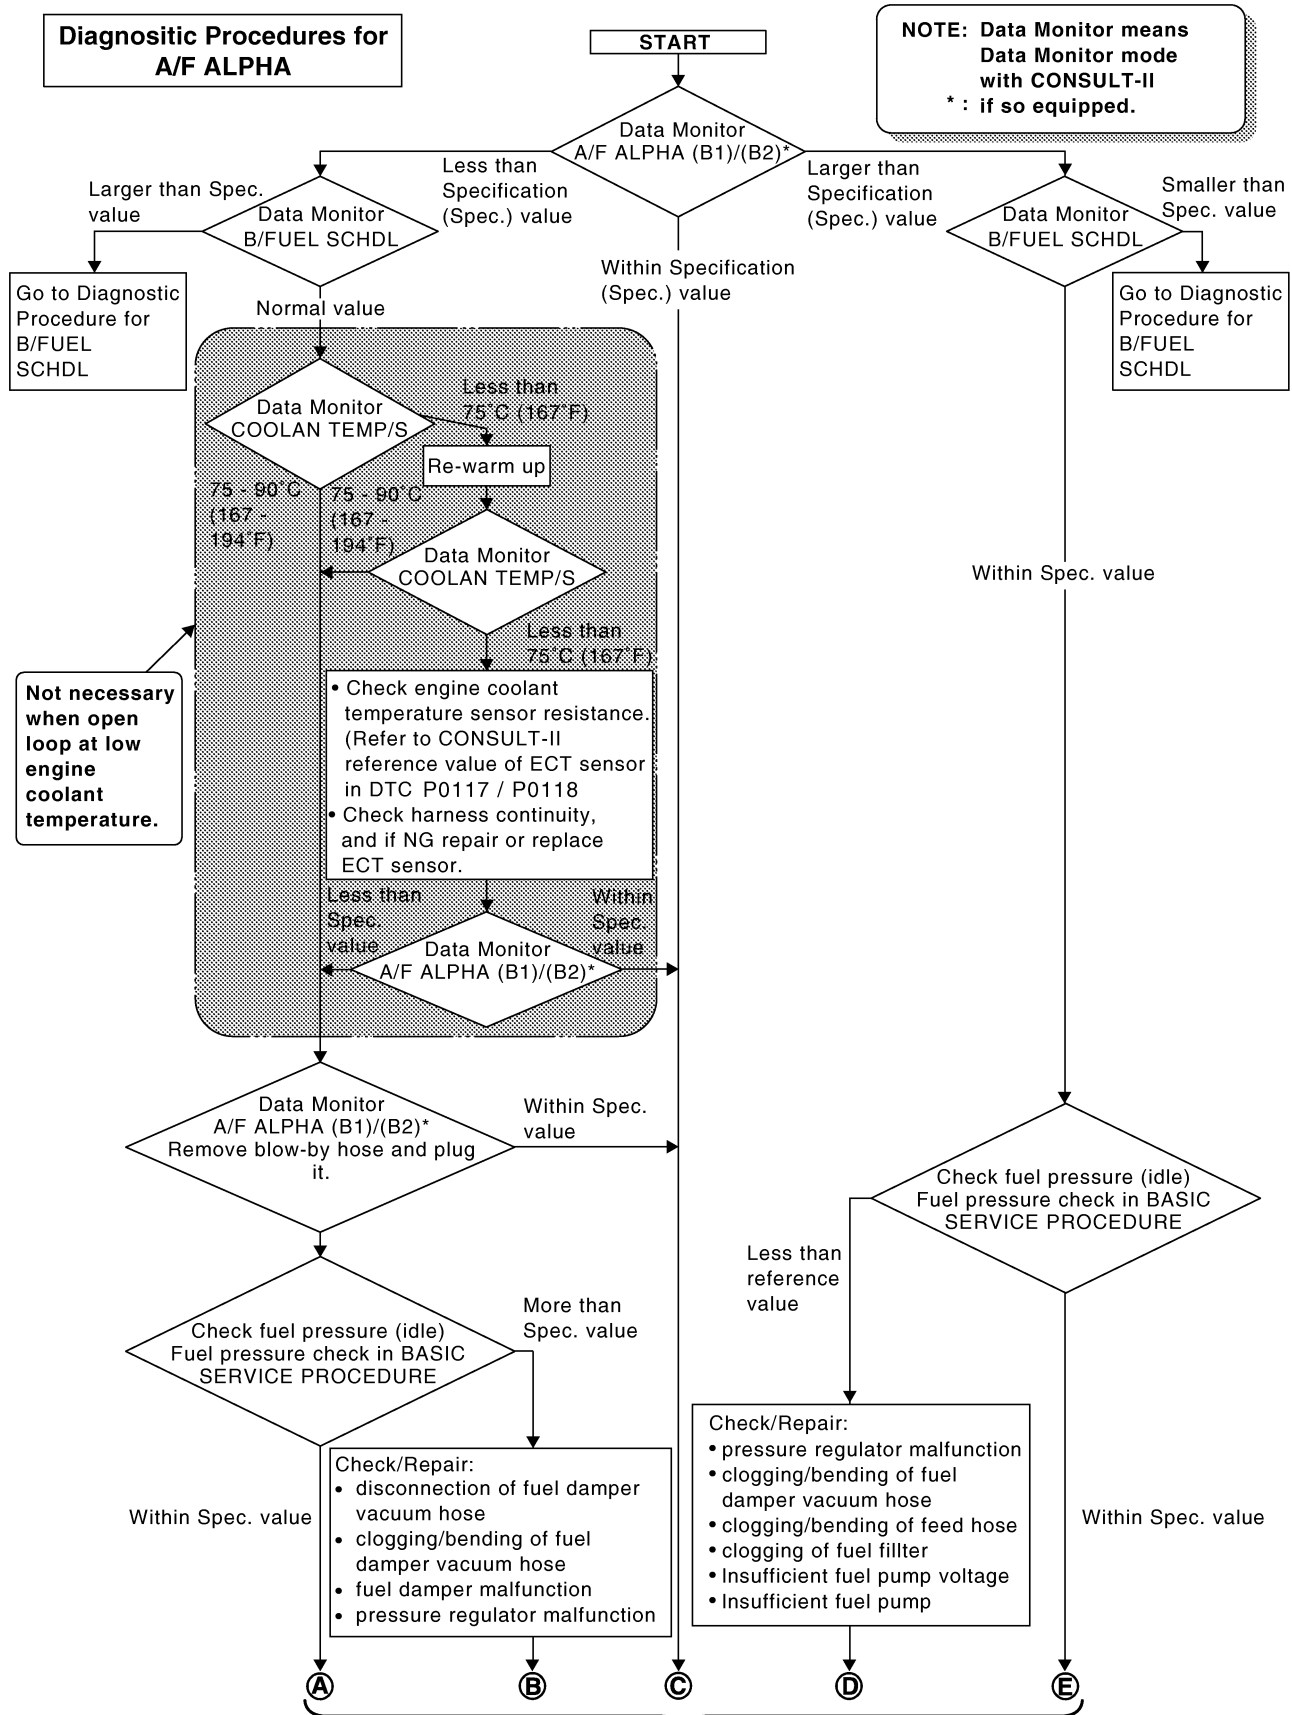 Diagnositic Procedures for
A/F ALPHA
START
NOTE: Data Monitor means
Data Monitor mode
with CONSULT-II
* : if so equipped.
Data Monitor
A/F ALPHA (B1)/(B2)*
Less than
Specification
(Spec.) value
Larger than
Specification
(Spec.) value
Within Specification
(Spec.) value
Larger than Spec.
value
Data Monitor
B/FUEL SCHDL
Smaller than
Spec. value
Data Monitor
B/FUEL SCHDL
Go to Diagnostic
Procedure for
B/FUEL
SCHDL
Normal value
Go to Diagnostic
Procedure for
B/FUEL
SCHDL
Data Monitor
COOLAN TEMP/S
Less than
75˚C (167˚F)
Re-warm up
75 - 90˚C
(167 -
194˚F)
75 - 90˚C
(167 -
194˚F)
Data Monitor
COOLAN TEMP/S
Within Spec. value
Less than
75˚C (167˚F)
Not necessary
when open
loop at low
engine
coolant
temperature.
• Check engine coolant
temperature sensor resistance.
(Refer to CONSULT-II
reference value of ECT sensor
in DTC P0117 / P0118
• Check harness continuity,
and if NG repair or replace
ECT sensor.
Less than
Spec.
value
Within
Spec.
value
Data Monitor
A/F ALPHA (B1)/(B2)*
Data Monitor
A/F ALPHA (B1)/(B2)*
Remove blow-by hose and plug
it.
Within Spec.
value
Check fuel pressure (idle)
Fuel pressure check in BASIC
SERVICE PROCEDURE
Less than
reference
value
Check fuel pressure (idle)
Fuel pressure check in BASIC
SERVICE PROCEDURE
More than
Spec. value
Within Spec. value
Check/Repair:
• disconnection of fuel damper
vacuum hose
• clogging/bending of fuel
damper vacuum hose
• fuel damper malfunction
• pressure regulator malfunction
Check/Repair:
• pressure regulator malfunction
• clogging/bending of fuel
damper vacuum hose
• clogging/bending of feed hose
• clogging of fuel fillter
• Insufficient fuel pump voltage
• Insufficient fuel pump
Within Spec. value
A B C D E